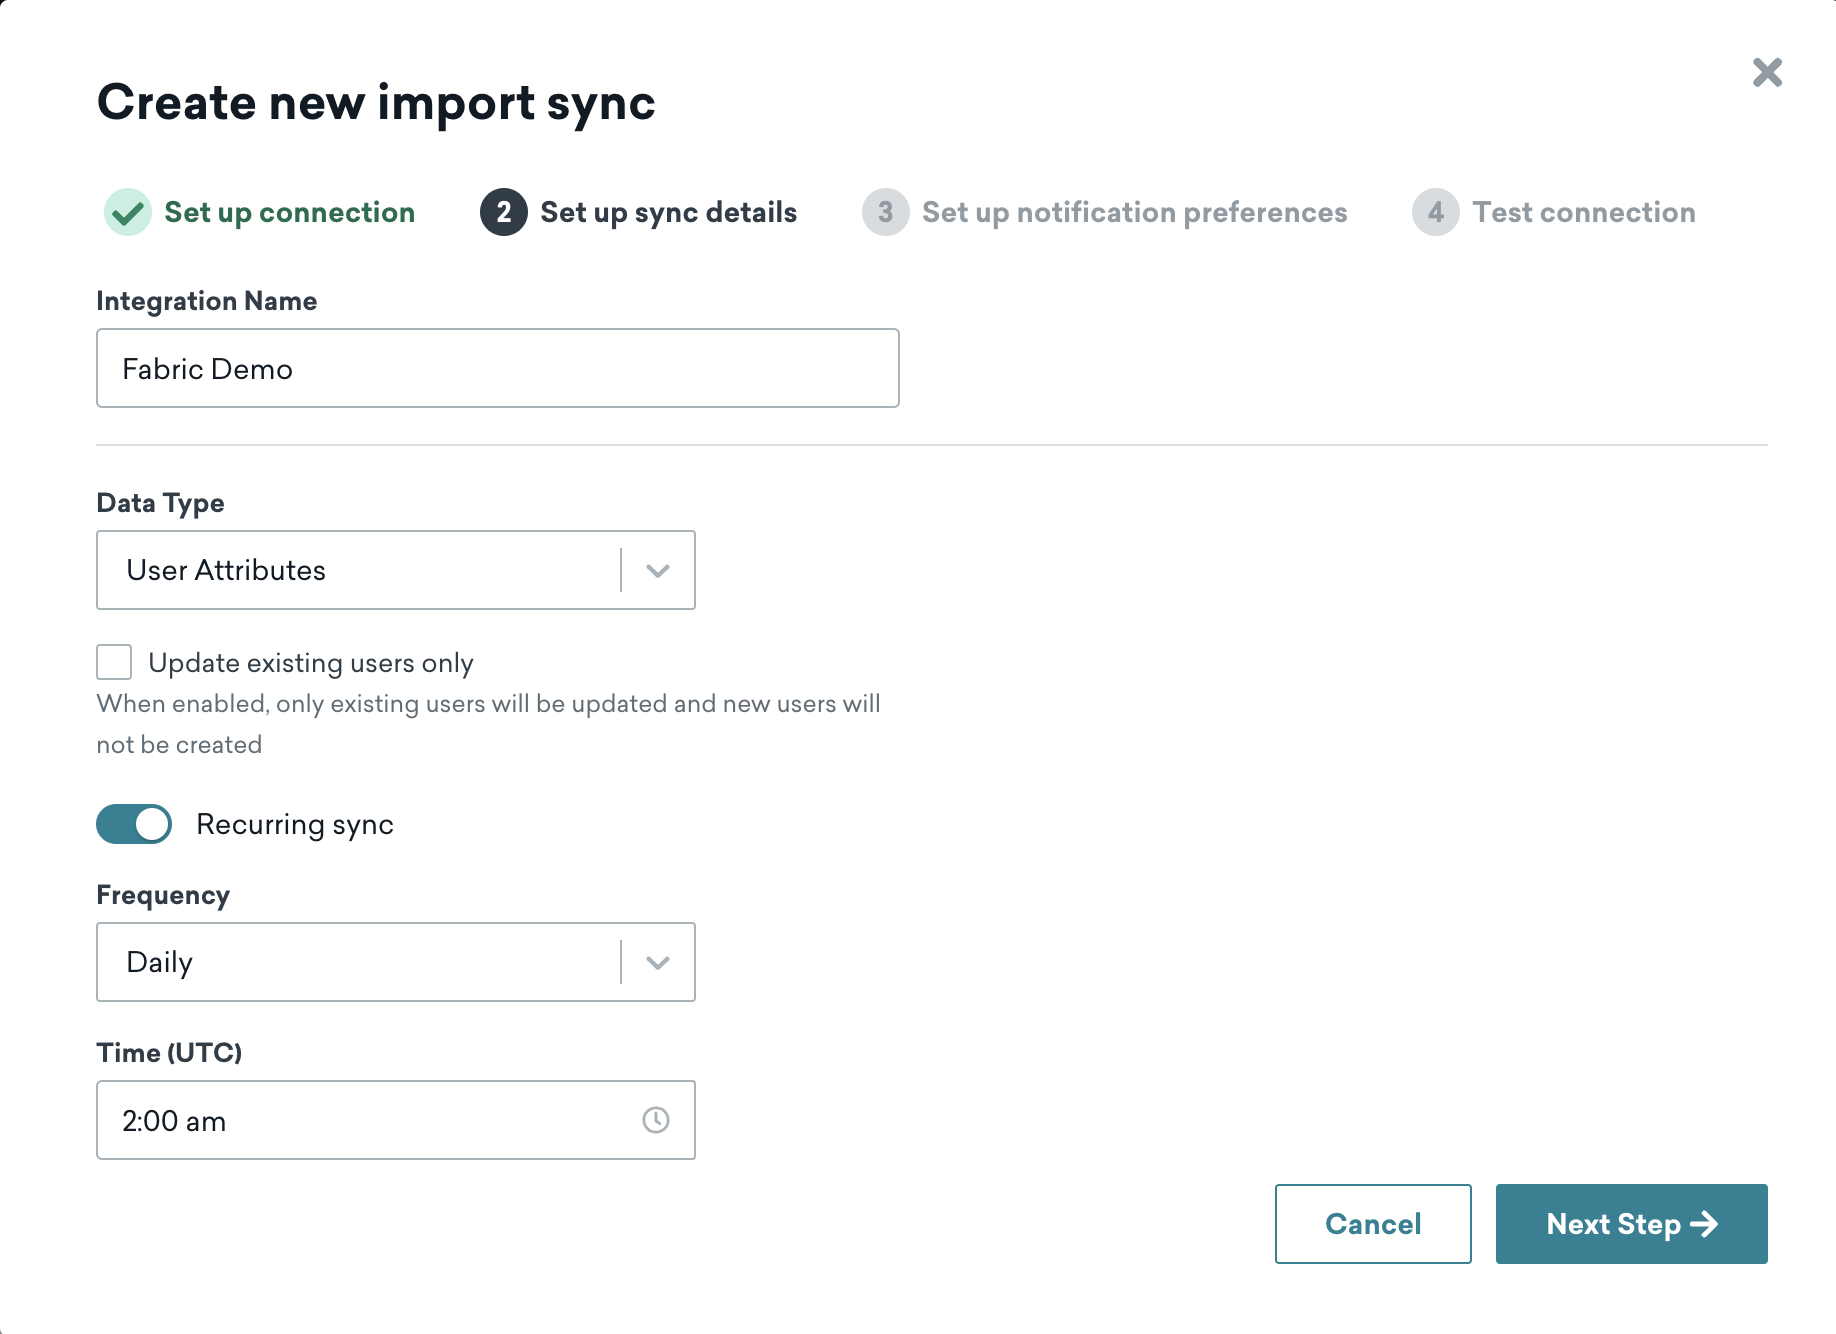 Create new import sync
Set up connection
2 Set up sync details
3 Set up notification preferences
4 Test connection
Integration Name
Fabric Demo
Data Type
User Attributes
Update existing users only
When enabled, only existing users will be updated and new users will
not be created
Recurring sync
Frequency
Daily
Time (UTC)
2:00 am
Cancel
Next Step